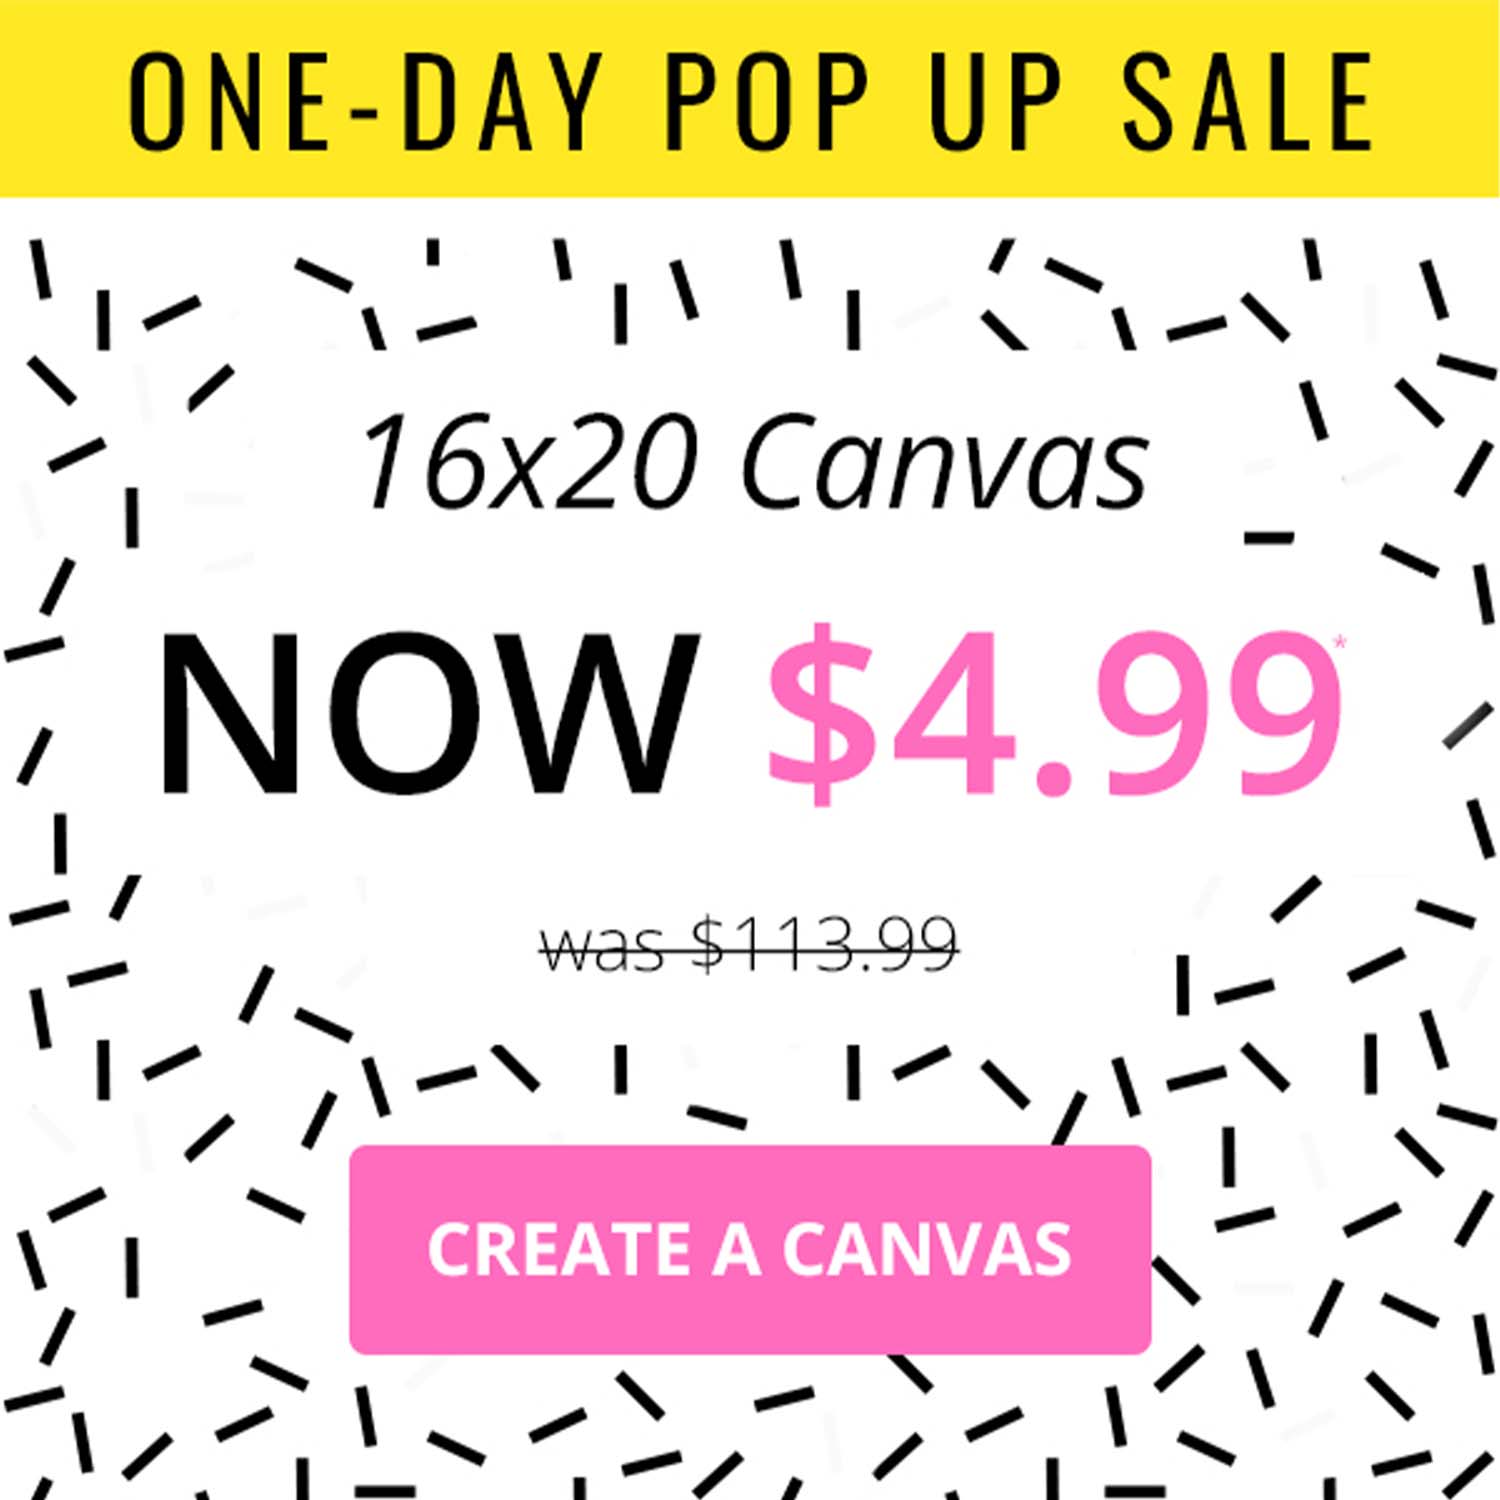 ONE-DAY POP UP SALE
16x20 Canvas
NOW $4.99*
was $113.99
CREATE A CANVAS